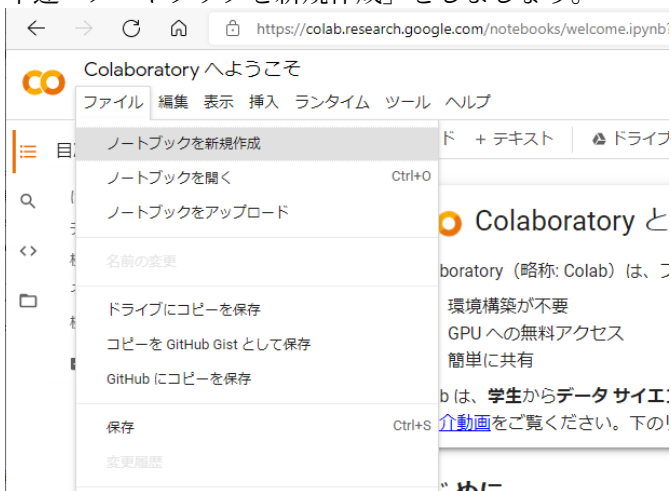 ノートブックを新規作成」をしましょう。
https://colab.research.google.com/notebooks/welcome.ipynb?
Colaboratory へようこそ
ファイル 編集 表示 挿入 ランタイム ツール ヘルプ
ノートブックを新規作成
ド + テキスト ドライブ
目
ノートブックを開く Ctrl+O
ノートブックをアップロード
Colaboratory と
名前の変更
boratory（略称: Colab）は、
ドライブにコピーを保存
環境構築が不要
コピーを GitHub Gist として保存
GPU への無料アクセス
簡単に共有
GitHub にコピーを保存
b は、学生からデータ サイエン
保存 Ctrl+S
介動画をご覧ください。下の
変更履歴